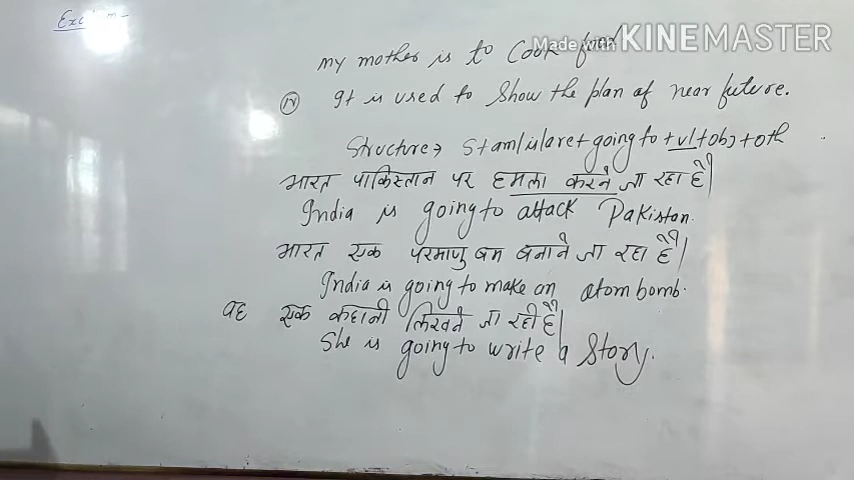 Made with KINEMASTER
my mother is to Cook food
(iv) It is used to Show the plan of near future.
Structure → S + am/is/are + going to + v1 + obj + oth
भारत पाकिस्तान पर हमला करने जा रहा है।
India is going to attack Pakistan.
भारत एक परमाणु बम बनाने जा रहा है।
India is going to make an atom bomb.
वह एक कहानी लिखने जा रही है।
She is going to write a Story.